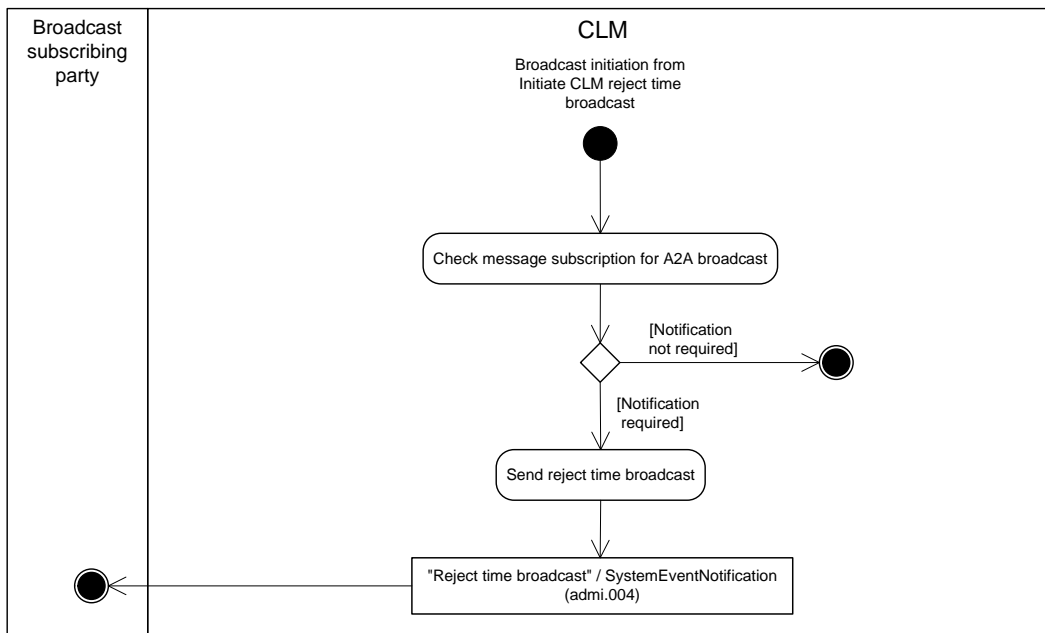 Broadcast
subscribing
party
CLM
Broadcast initiation from
Initiate CLM reject time
broadcast
Check message subscription for A2A broadcast
[Notification
not required]
[Notification
required]
Send reject time broadcast
"Reject time broadcast" / SystemEventNotification
(admi.004)